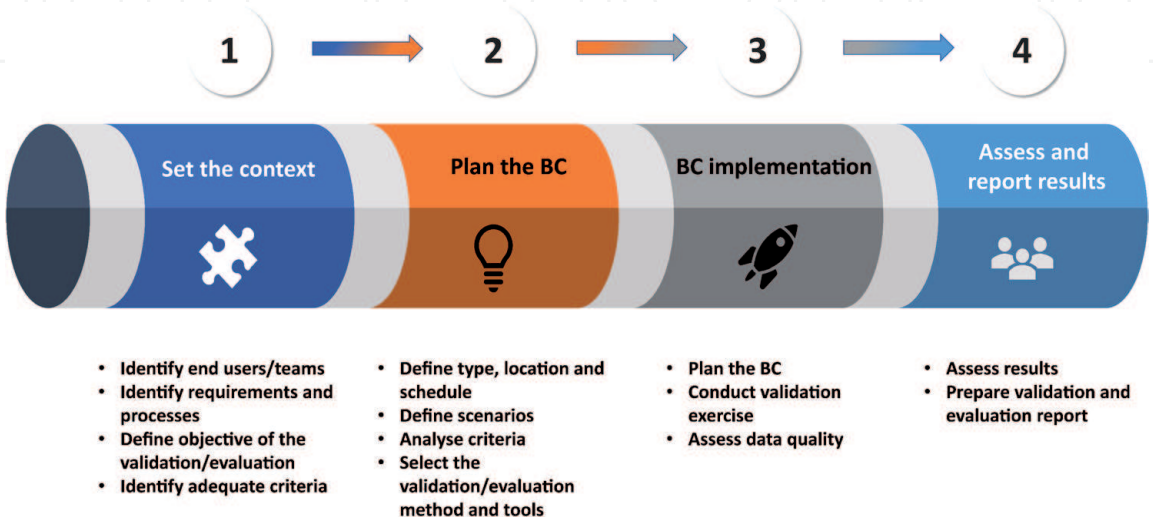 1
2
3
4
Set the context
Plan the BC
BC implementation
Assess and
report results
• Identify end users/teams
• Identify requirements and
processes
• Define objective of the
validation/evaluation
• Identify adequate criteria
• Define type, location and
schedule
• Define scenarios
• Analyse criteria
• Select the
validation/evaluation
method and tools
• Plan the BC
• Conduct validation
exercise
• Assess data quality
• Assess results
• Prepare validation and
evaluation report